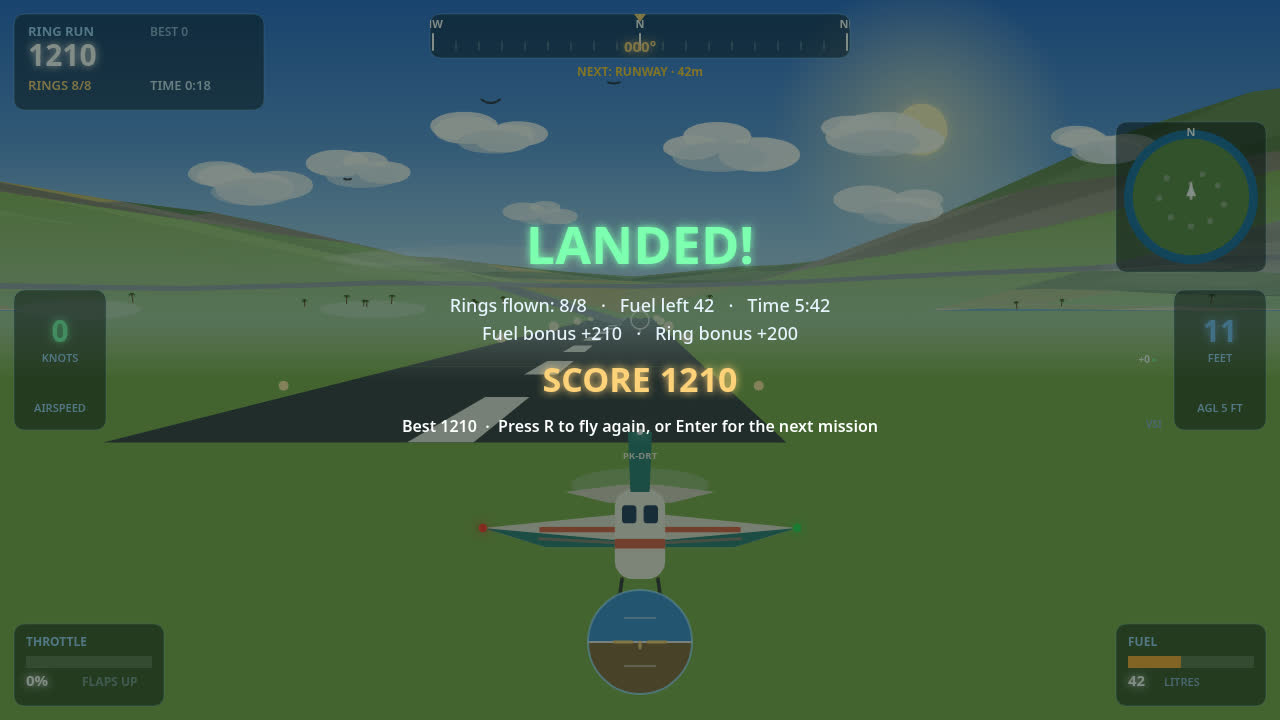 RING RUN BEST 0
1210
RINGS 8/8 TIME 0:18
W N N
000°
NEXT: RUNWAY · 42m
N
LANDED!
Rings flown: 8/8 · Fuel left 42 · Time 5:42
Fuel bonus +210 · Ring bonus +200
SCORE 1210
Best 1210 · Press R to fly again, or Enter for the next mission
0
KNOTS
AIRSPEED
11
FEET
+0
AGL 5 FT
PK-DRT
THROTTLE
0% FLAPS UP
FUEL
42 LITRES